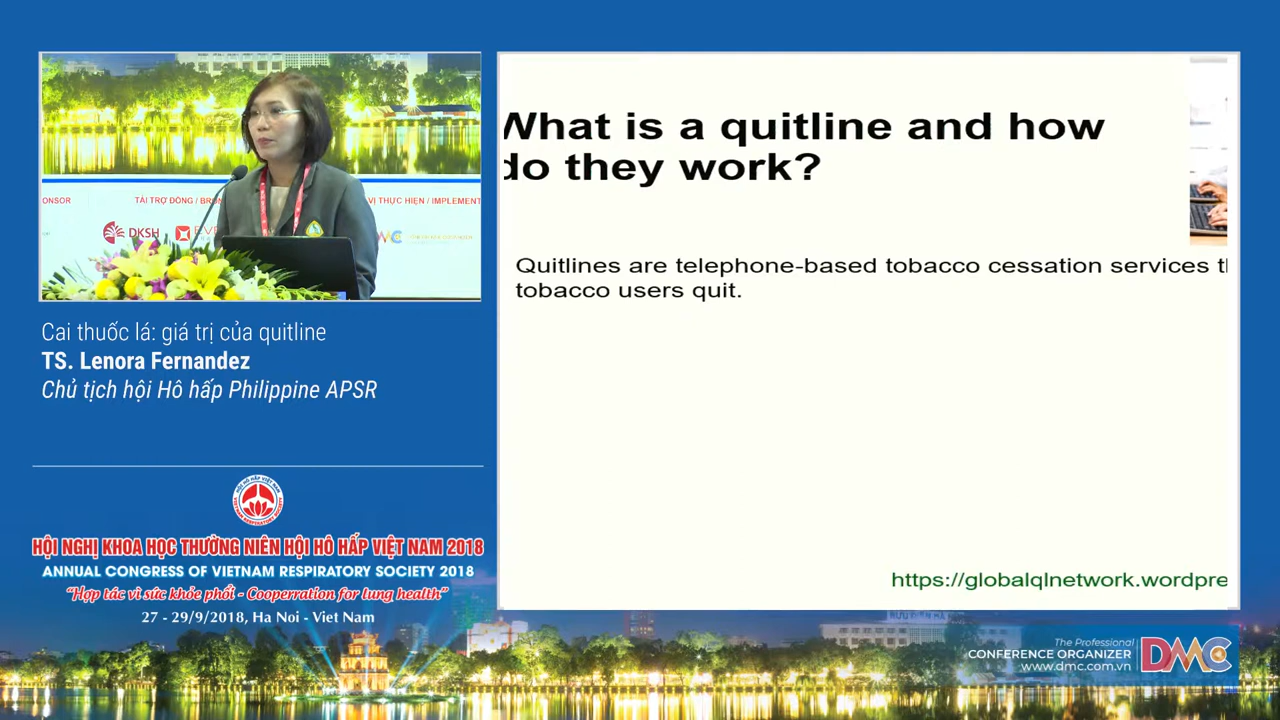 ONSOR
TÀI TRỢ ĐỒNG / BRON
VỊ THỰC HIỆN / IMPLEMENT
DKSH
Cai thuốc lá: giá trị của quitline
TS. Lenora Fernandez
Chủ tịch hội Hô hấp Philippine APSR
HỘI NGHỊ KHOA HỌC THƯỜNG NIÊN HỘI HÔ HẤP VIỆT NAM 2018
ANNUAL CONGRESS OF VIETNAM RESPIRATORY SOCIETY 2018
“Hợp tác vì sức khỏe phổi - Cooperration for lung health”
27 - 29/9/2018, Ha Noi - Viet Nam
What is a quitline and how
do they work?
Quitlines are telephone-based tobacco cessation services t
tobacco users quit.
https://globalqlnetwork.wordpre
The Professional
CONFERENCE ORGANIZER
www.dmc.com.vn
DMC